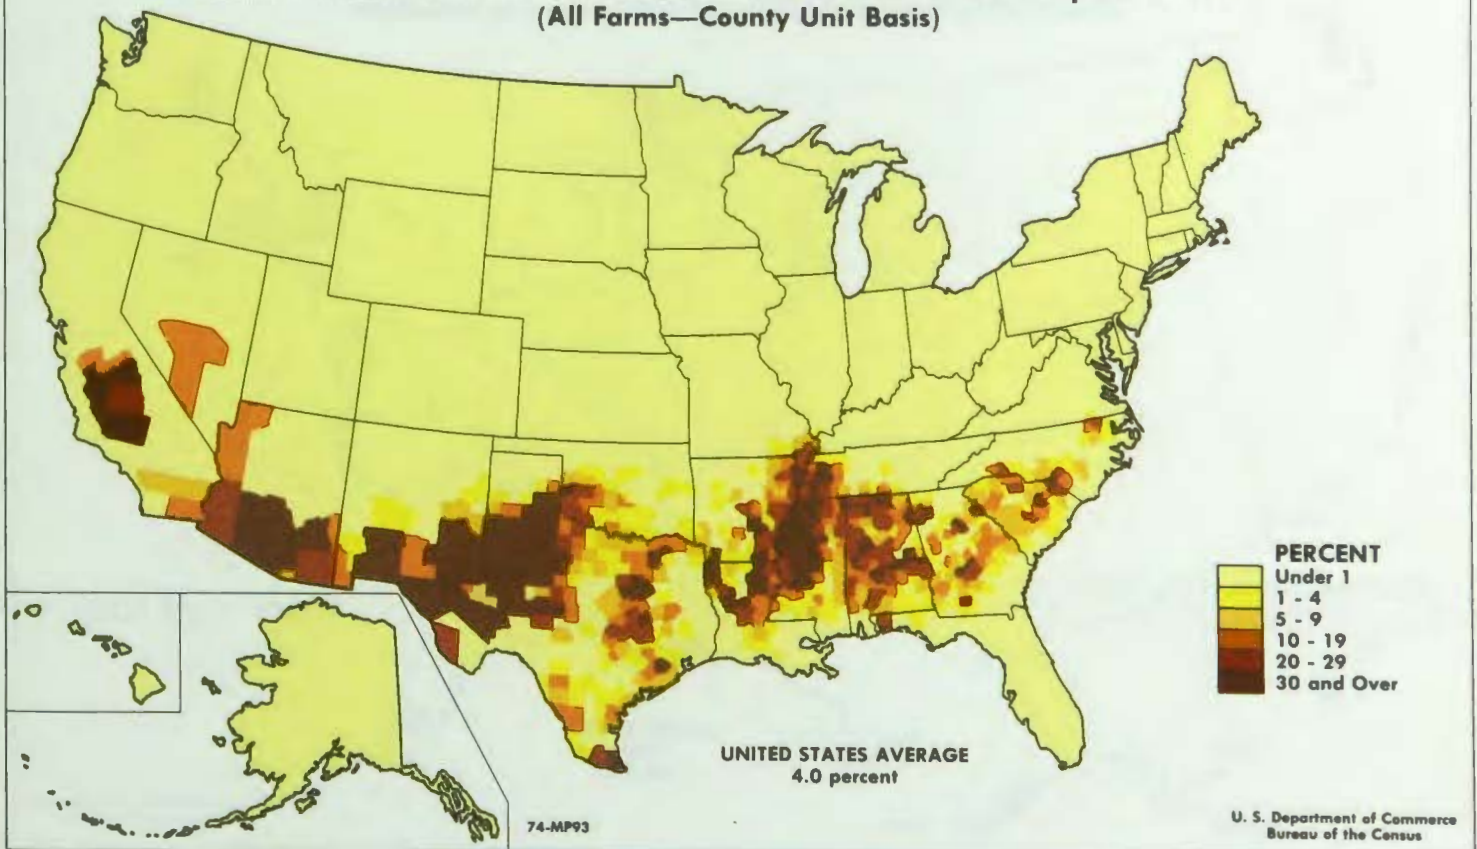 (All Farms—County Unit Basis)
PERCENT
Under 1
1 - 4
5 - 9
10 - 19
20 - 29
30 and Over
UNITED STATES AVERAGE
4.0 percent
74-MP93
U. S. Department of Commerce
Bureau of the Census